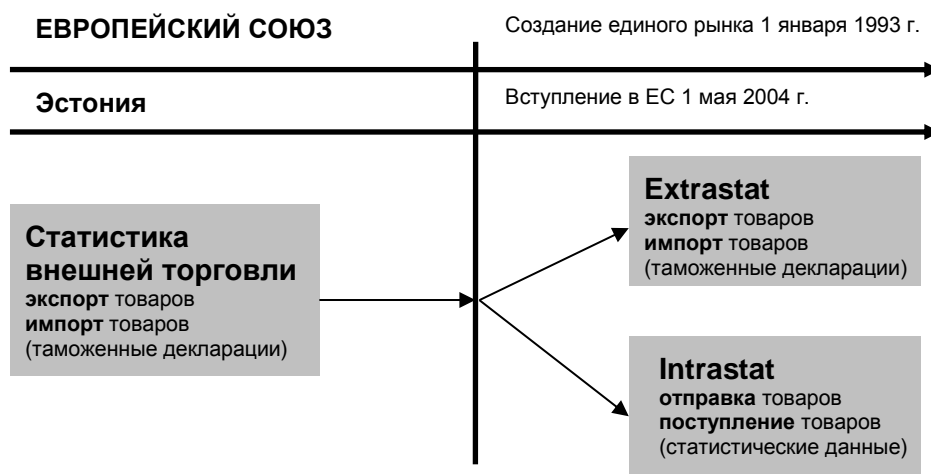 ЕВРОПЕЙСКИЙ СОЮЗ
Создание единого рынка 1 января 1993 г.
Эстония
Вступление в ЕС 1 мая 2004 г.
Статистика
внешней торговли
экспорт товаров
импорт товаров
(таможенные декларации)
Extrastat
экспорт товаров
импорт товаров
(таможенные декларации)
Intrastat
отправка товаров
поступление товаров
(статистические данные)